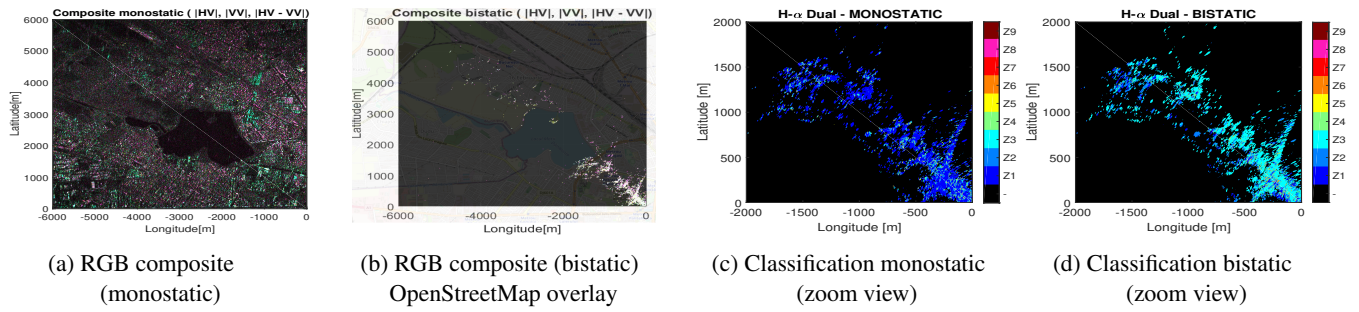 Composite monostatic ( |HV|, |VV|, |HV - VV|)
6000
5000
4000
3000
2000
1000
0
Latitude[m]
-6000 -5000 -4000 -3000 -2000 -1000 0
Longitude[m]
(a) RGB composite
(monostatic)
Composite bistatic ( |HV|, |VV|, |HV - VV|)
6000
5000
4000
3000
2000
1000
0
Latitude[m]
-6000 -4000 -2000 0
Longitude[m]
(b) RGB composite (bistatic)
OpenStreetMap overlay
H-α Dual - MONOSTATIC
2000
1500
1000
500
0
Latitude [m]
-2000 -1500 -1000 -500 0
Longitude [m]
Z9
Z8
Z7
Z6
Z5
Z4
Z3
Z2
Z1
-
(c) Classification monostatic
(zoom view)
H-α Dual - BISTATIC
2000
1500
1000
500
0
Latitude [m]
-2000 -1500 -1000 -500 0
Longitude [m]
Z9
Z8
Z7
Z6
Z5
Z4
Z3
Z2
Z1
-
(d) Classification bistatic
(zoom view)